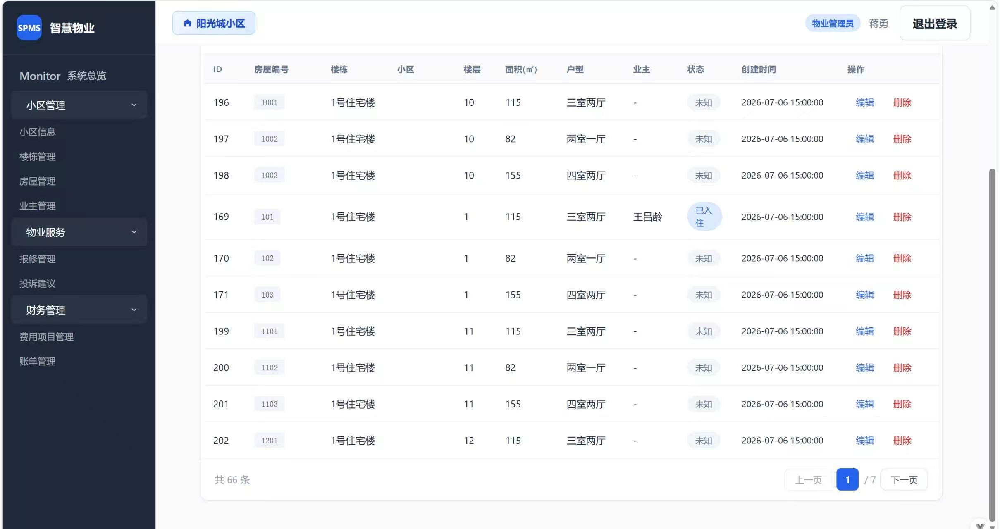 SPMS 智慧物业
阳光城小区
物业管理员 蒋勇 退出登录
Monitor 系统总览
小区管理
小区信息
楼栋管理
房屋管理
业主管理
物业服务
报修管理
投诉建议
财务管理
费用项目管理
账单管理
ID 房屋编号 楼栋 小区 楼层 面积(㎡) 户型 业主 状态 创建时间 操作
196 1001 1号住宅楼 10 115 三室两厅 - 未知 2026-07-06 15:00:00 编辑 删除
197 1002 1号住宅楼 10 82 两室一厅 - 未知 2026-07-06 15:00:00 编辑 删除
198 1003 1号住宅楼 10 155 四室两厅 - 未知 2026-07-06 15:00:00 编辑 删除
169 101 1号住宅楼 1 115 三室两厅 王昌龄 已入住 2026-07-06 15:00:00 编辑 删除
170 102 1号住宅楼 1 82 两室一厅 - 未知 2026-07-06 15:00:00 编辑 删除
171 103 1号住宅楼 1 155 四室两厅 - 未知 2026-07-06 15:00:00 编辑 删除
199 1101 1号住宅楼 11 115 三室两厅 - 未知 2026-07-06 15:00:00 编辑 删除
200 1102 1号住宅楼 11 82 两室一厅 - 未知 2026-07-06 15:00:00 编辑 删除
201 1103 1号住宅楼 11 155 四室两厅 - 未知 2026-07-06 15:00:00 编辑 删除
202 1201 1号住宅楼 12 115 三室两厅 - 未知 2026-07-06 15:00:00 编辑 删除
共 66 条
上一页 1 / 7 下一页